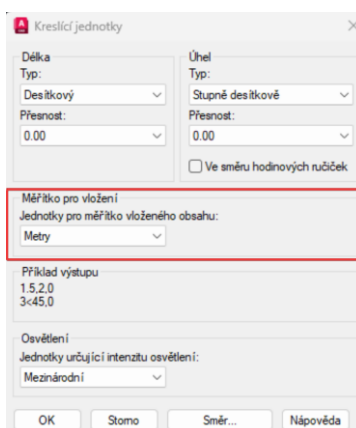 Kreslící jednotky
Délka
Typ:
Desítkový
Přesnost:
0.00
Úhel
Typ:
Stupně desítkově
Přesnost:
0.00
Ve směru hodinových ručiček
Měřítko pro vložení
Jednotky pro měřítko vloženého obsahu:
Metry
Příklad výstupu
1.5,2,0
3<45,0
Osvětlení
Jednotky určující intenzitu osvětlení:
Mezinárodní
OK
Storno
Směr...
Nápověda